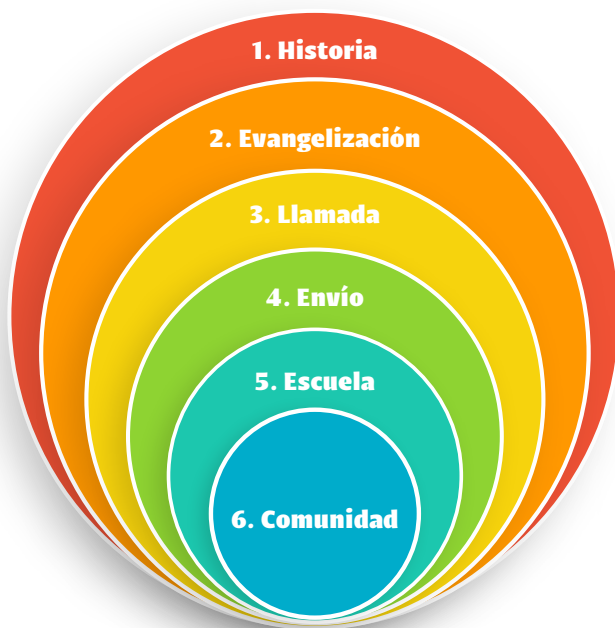 1. Historia
2. Evangelización
3. Llamada
4. Envío
5. Escuela
6. Comunidad